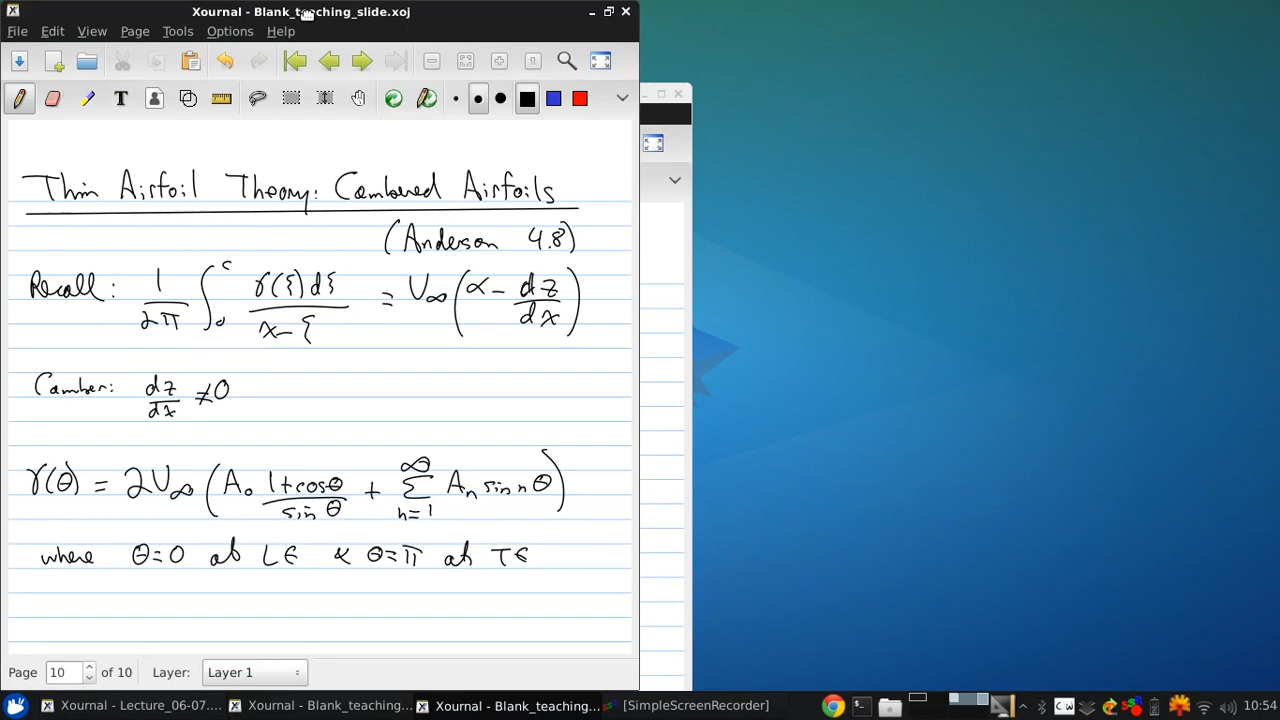 Xournal - Blank_teaching_slide.xoj
File Edit View Page Tools Options Help
Thin Airfoil Theory: Cambered Airfoils
(Anderson 4.8)
Recall: 1/2π ∫₀ᶜ γ(ξ)dξ/x-ξ = V∞(α - dz/dx)
Camber: dz/dx ≠0
γ(θ) = 2V∞(A₀ 1+cosθ/sin θ + ∑ₙ₌₁^∞ Aₙ sin nθ)
where θ=0 at LE & θ=π at TE
Page 10 of 10 Layer: Layer 1
Xournal - Lecture_06-07.... Xournal - Blank_teaching... Xournal - Blank_teaching... [SimpleScreenRecorder] 10:54